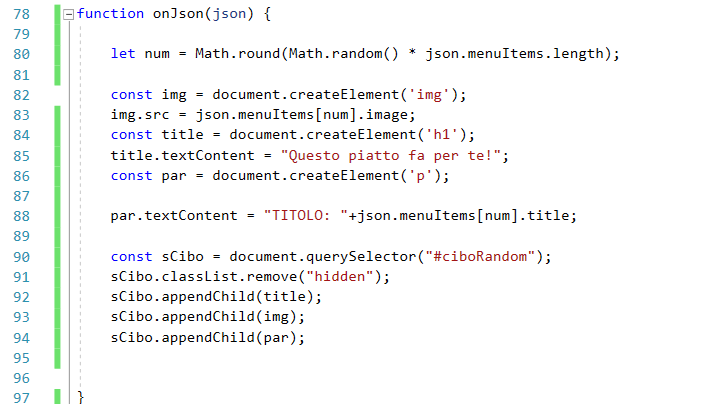 78 function onJson(json) {
79
80 let num = Math.round(Math.random() * json.menuItems.length);
81
82 const img = document.createElement('img');
83 img.src = json.menuItems[num].image;
84 const title = document.createElement('h1');
85 title.textContent = "Questo piatto fa per te!";
86 const par = document.createElement('p');
87
88 par.textContent = "TITOLO: "+json.menuItems[num].title;
89
90 const sCibo = document.querySelector("#ciboRandom");
91 sCibo.classList.remove("hidden");
92 sCibo.appendChild(title);
93 sCibo.appendChild(img);
94 sCibo.appendChild(par);
95
96
97 }